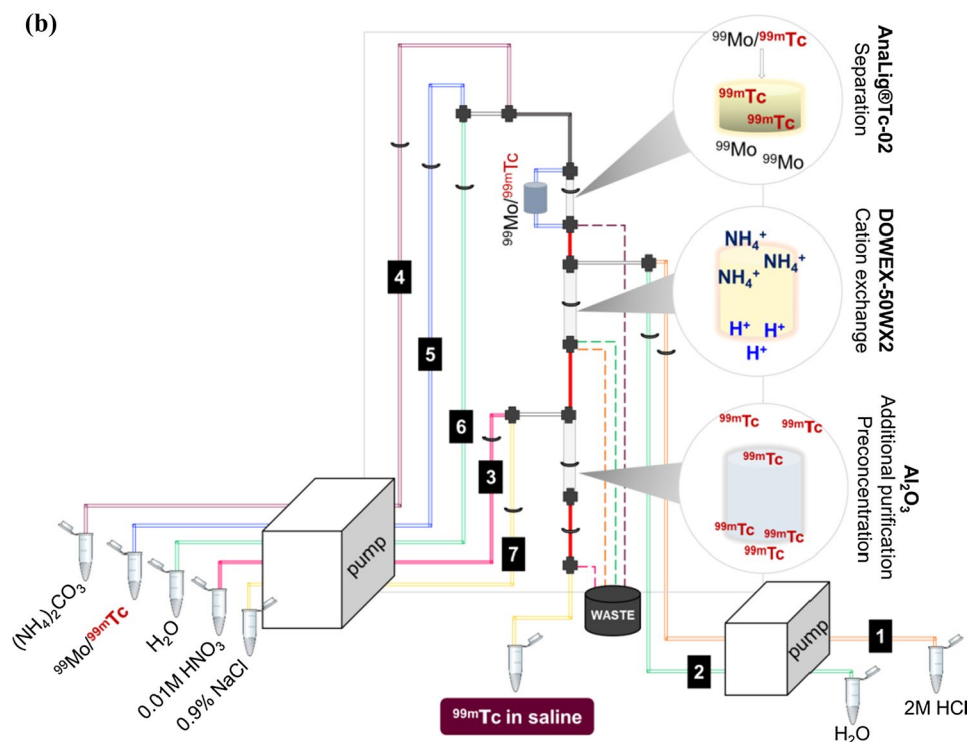 (b)
⁹⁹Mo/⁹⁹ᵐTc
⁹⁹ᵐTc
⁹⁹ᵐTc
⁹⁹Mo
⁹⁹Mo
AnaLig®Tc-02
Separation
⁹⁹Mo/⁹⁹ᵐTc
NH₄⁺
NH₄⁺
NH₄⁺
H⁺
H⁺
H⁺
DOWEX-50WX2
Cation exchange
4
5
6
3
7
⁹⁹ᵐTc
⁹⁹ᵐTc
⁹⁹ᵐTc
⁹⁹ᵐTc
⁹⁹ᵐTc
⁹⁹ᵐTc
Al₂O₃
Additional purification
Preconcentration
pump
(NH₄)₂CO₃
⁹⁹Mo/⁹⁹ᵐTc
H₂O
0.01M HNO₃
0.9% NaCl
WASTE
pump
1
2
H₂O
2M HCl
⁹⁹ᵐTc in saline